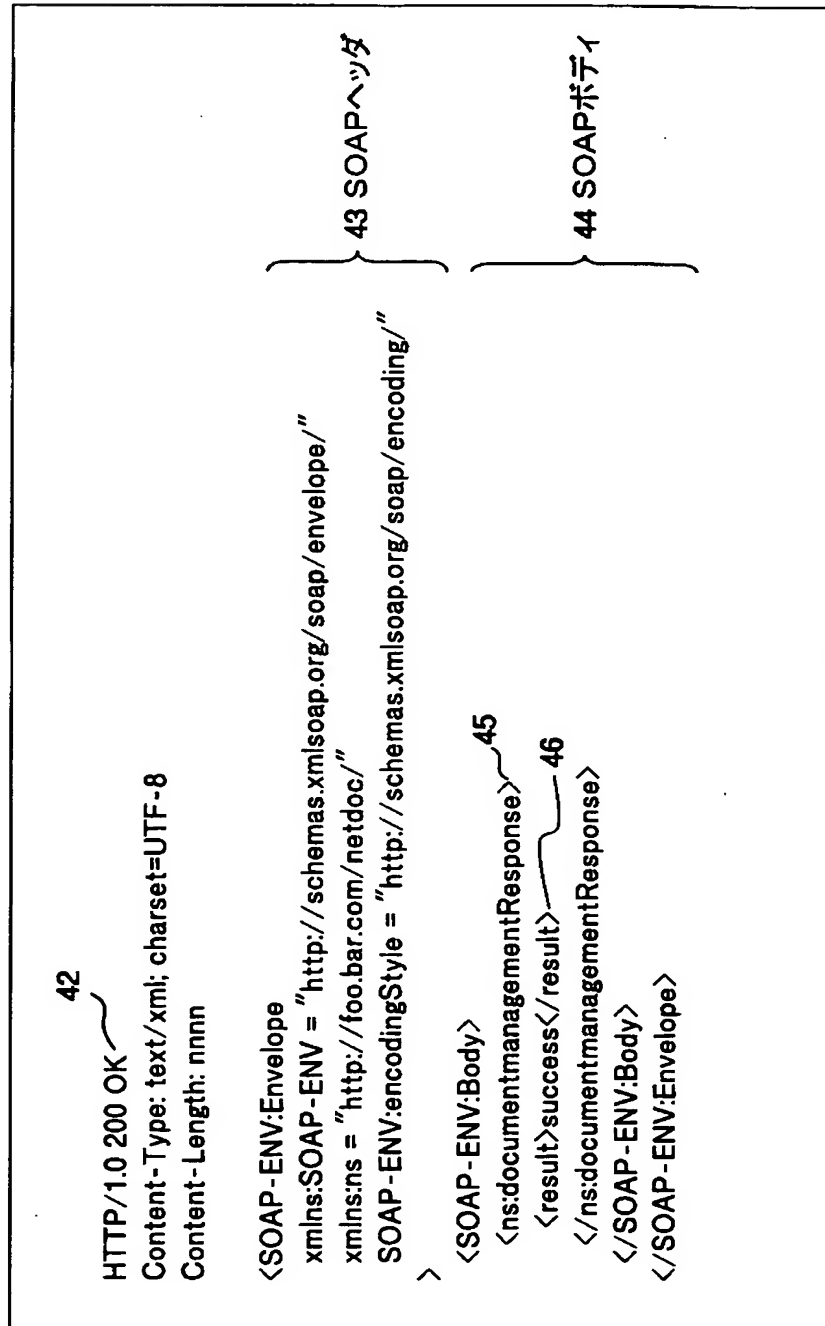 42
HTTP/1.0 200 OK
Content-Type: text/xml; charset=UTF-8
Content-Length: nnnn
<SOAP-ENV:Envelope
xmlns:SOAP-ENV = "http://schemas.xmlsoap.org/soap/envelope/"
xmlns:ns = "http://foo.bar.com/netdoc/"
SOAP-ENV:encodingStyle = "http://schemas.xmlsoap.org/soap/encoding/"
>
43 SOAPヘッダ
<SOAP-ENV:Body>
<ns:documentmanagementResponse> 45
<result>success</result> 46
</ns:documentmanagementResponse>
</SOAP-ENV:Body>
</SOAP-ENV:Envelope>
44 SOAPボディ